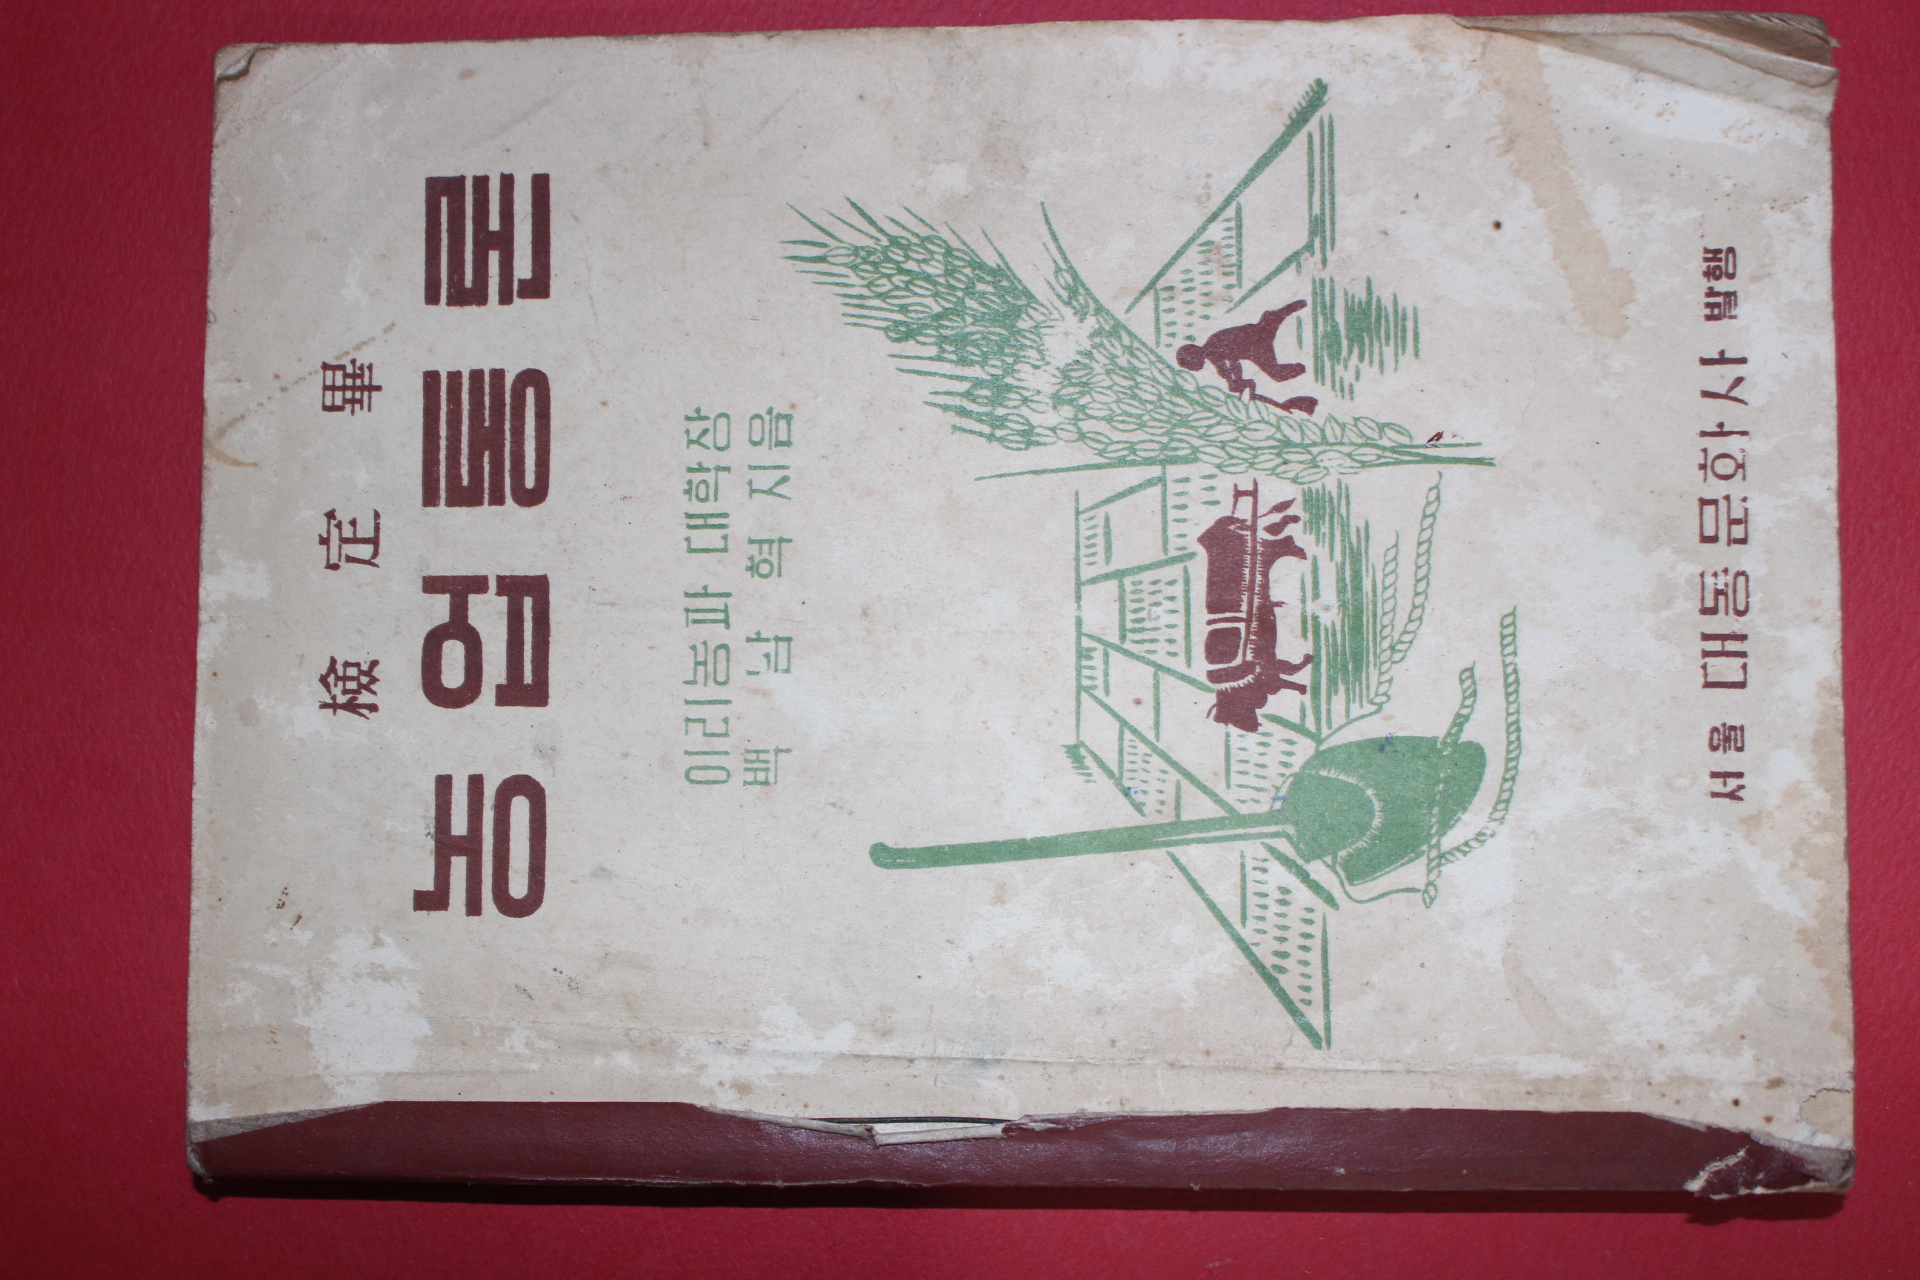 檢定畢
농업통론
이리농과대학장
백남혁 지음
서울 대동문화사 발행